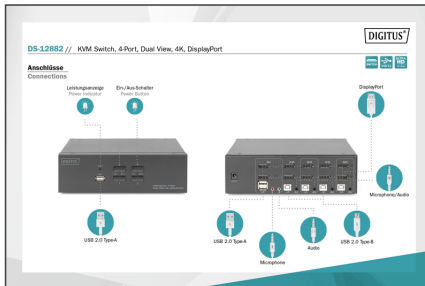 DIGITUS®
DS-12882 // KVM Switch, 4-Port, Dual View, 4K, DisplayPort
Anschlüsse
Connections
Leistungsanzeige
Power Indicator
Ein-/Aus-Schalter
Power Button
DisplayPort
DIGITUS
Microphone/Audio
USB 2.0 Type-A
USB 2.0 Type-A
Microphone
Audio
USB 2.0 Type-B